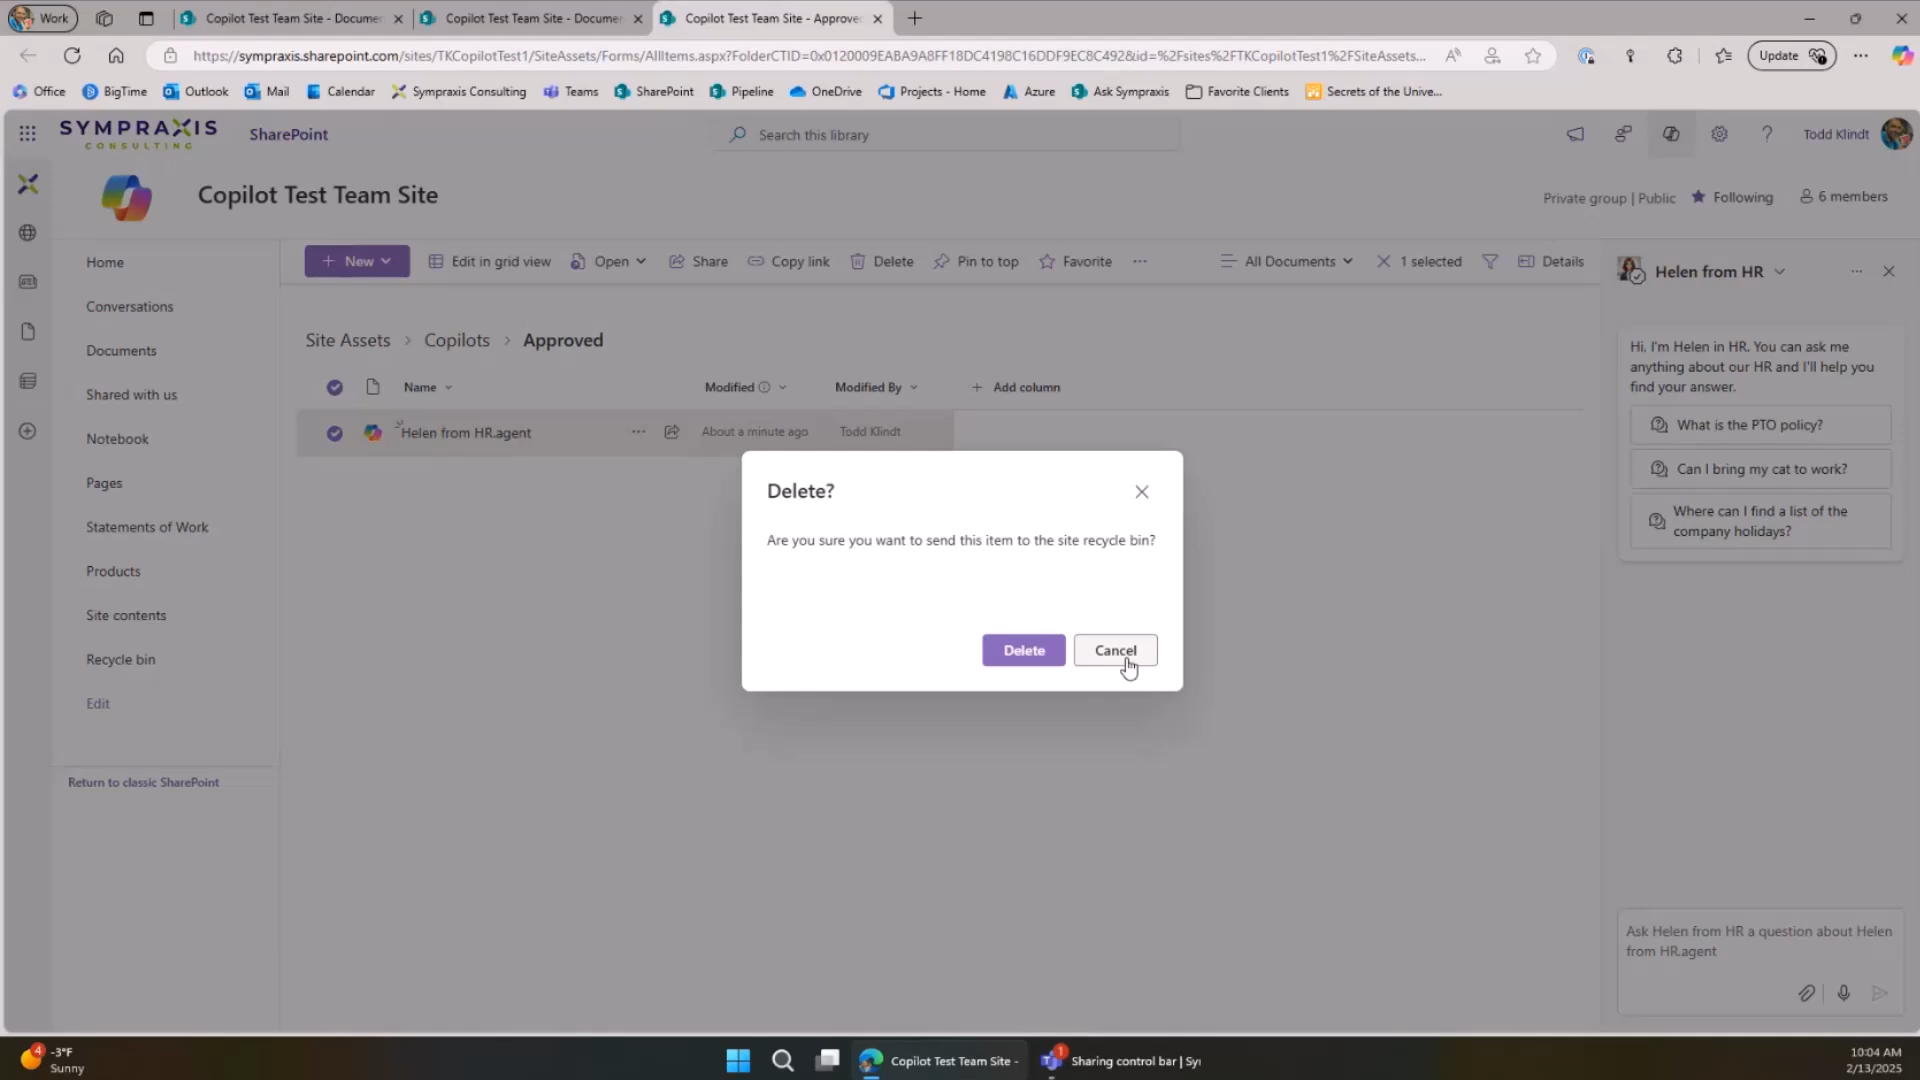 Work
Copilot Test Team Site - Documen
Copilot Test Team Site - Documen
Copilot Test Team Site - Approved
https://sympraxis.sharepoint.com/sites/TKCopilotTest1/SiteAssets/Forms/AllItems.aspx?FolderCTID=0x0120009EABA9A8FF18DC4198C16DDF9EC8C492&id=%2Fsites%2FTKCopilotTest1%2FSiteAssets...
Update
Office
BigTime
Outlook
Mail
Calendar
Sympraxis Consulting
Teams
SharePoint
Pipeline
OneDrive
Projects - Home
Azure
Ask Sympraxis
Favorite Clients
Secrets of the Unive...
SYMPRAXIS
CONSULTING
SharePoint
Search this library
Todd Klindt
Copilot Test Team Site
Private group | Public
Following
6 members
Home
Conversations
Documents
Shared with us
Notebook
Pages
Statements of Work
Products
Site contents
Recycle bin
Edit
Return to classic SharePoint
New
Edit in grid view
Open
Share
Copy link
Delete
Pin to top
Favorite
All Documents
1 selected
Details
Site Assets > Copilots > Approved
Name
Modified
Modified By
Add column
Helen from HR.agent
About a minute ago
Todd Klindt
Delete?
Are you sure you want to send this item to the site recycle bin?
Delete
Cancel
Helen from HR
Hi. I'm Helen in HR. You can ask me
anything about our HR and I'll help you
find your answer.
What is the PTO policy?
Can I bring my cat to work?
Where can I find a list of the
company holidays?
Ask Helen from HR a question about Helen
from HR.agent
4
-3°F
Sunny
Copilot Test Team Site -
1
Sharing control bar | Syn
10:04 AM
2/13/2025